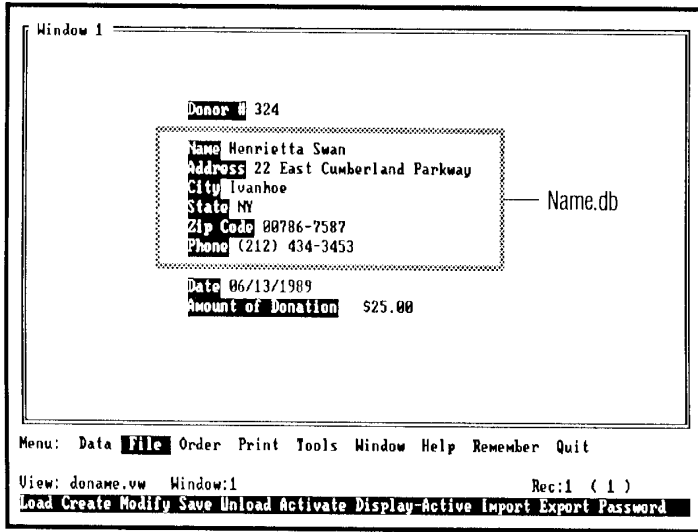 Window 1
Donor # 324
Name Henrietta Swan
Address 22 East Cumberland Parkway
City Ivanhoe
State NY
Zip Code 00786-7587
Phone (212) 434-3453
Name.db
Date 06/13/1989
Amount of Donation $25.00
Menu: Data File Order Print Tools Window Help Remember Quit
View: doname.vw Window:1 Rec:1 ( 1 )
Load Create Modify Save Unload Activate Display-Active Import Export Password